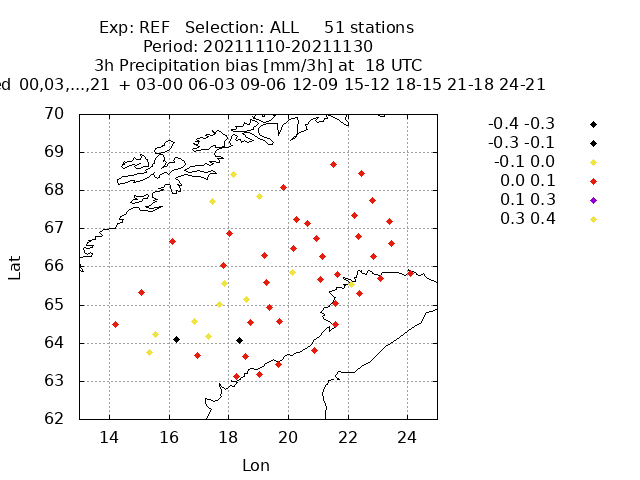 Exp: REF   Selection: ALL     51 stations
Period: 20211110-20211130
3h Precipitation bias [mm/3h] at  18 UTC
00,03,...,21  + 03-00 06-03 09-06 12-09  15-12 18-15 21-18 24-21
-0.4 -0.3
-0.3 -0.1
-0.1 0.0
0.0 0.1
0.1 0.3
0.3 0.4
70
69
68
67
66
65
64
63
62
Lat
14 16 18 20 22 24
Lon